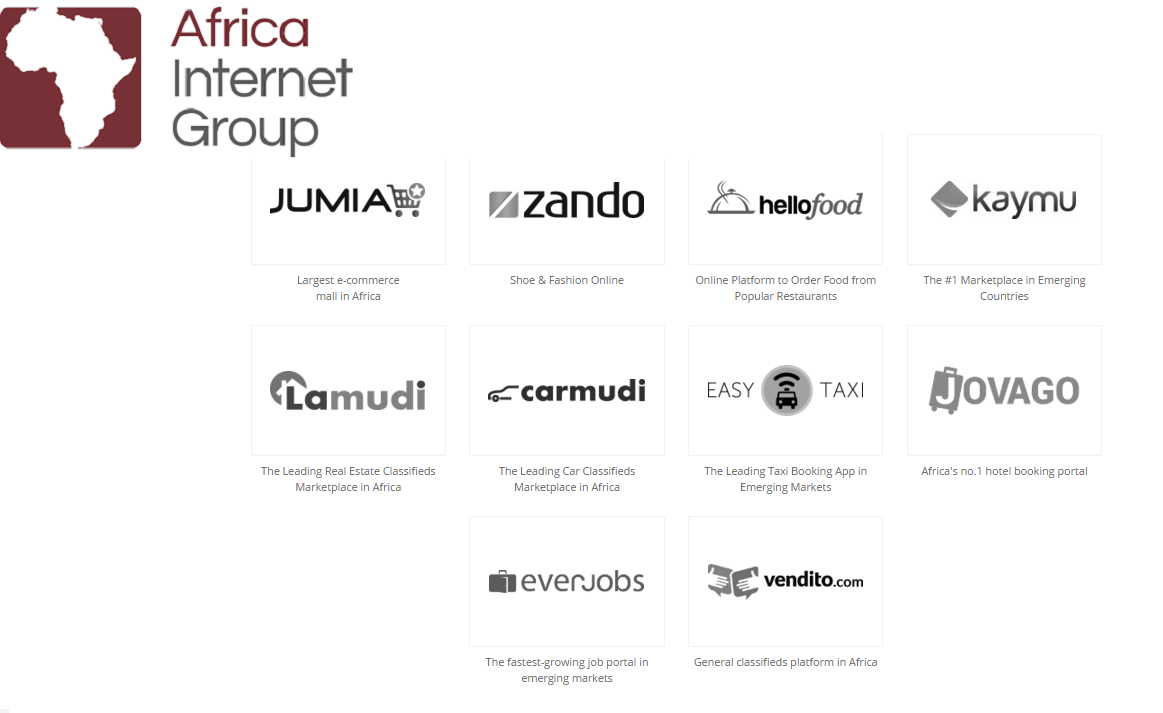 Africa
Internet
Group
JUMIA
zando
hellofood
kaymu
Largest e-commerce
mall in Africa
Shoe & Fashion Online
Online Platform to Order Food from
Popular Restaurants
The #1 Marketplace in Emerging
Countries
Lamudi
carmudi
EASY TAXI
JOVAGO
The Leading Real Estate Classifieds
Marketplace in Africa
The Leading Car Classifieds
Marketplace in Africa
The Leading Taxi Booking App in
Emerging Markets
Africa's no.1 hotel booking portal
everjobs
vendito.com
The fastest-growing job portal in
emerging markets
General classifieds platform in Africa